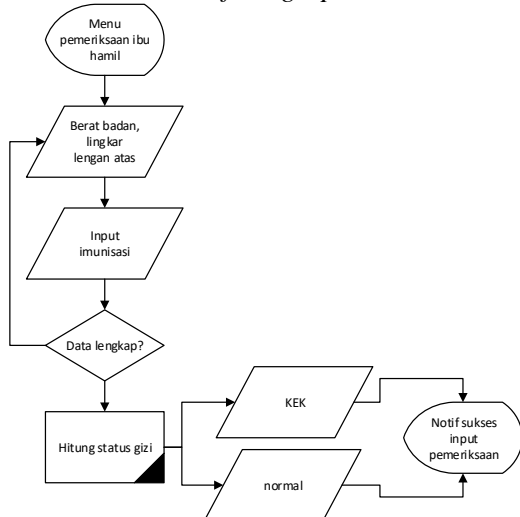 Menu
pemeriksaan ibu
hamil
Berat badan,
lingkar
lengan atas
Input
imunisasi
Data lengkap?
Hitung status gizi
KEK
normal
Notif sukses
input
pemeriksaan